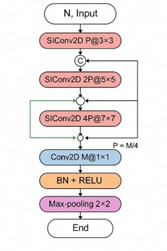 N, Input
SIConv2D P@3×3
C
SIConv2D 2P@5×5
SIConv2D 4P@7×7
P = M/4
Conv2D M@1×1
BN + RELU
Max-pooling 2×2
End